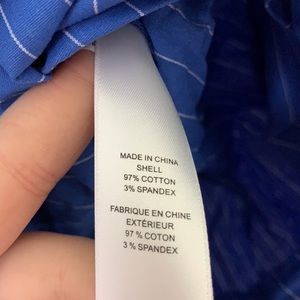 MADE IN CHINA
SHELL
97% COTTON
3% SPANDEX
FABRIQUE EN CHINE
EXTÉRIEUR
97 % COTON
3 % SPANDEX